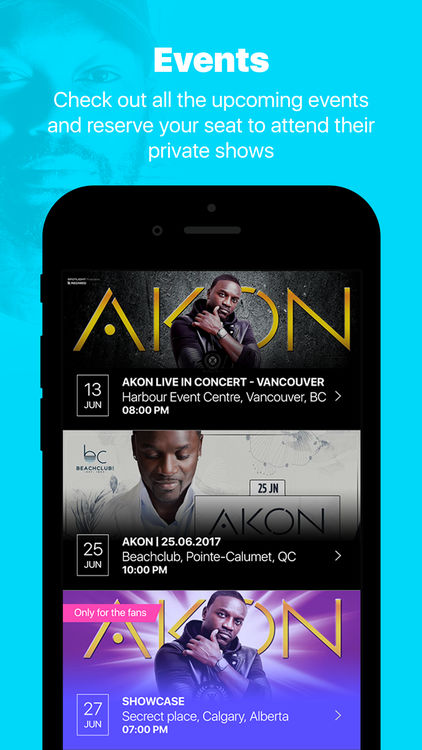 Events
Check out all the upcoming events
and reserve your seat to attend their
private shows
AKON
13
JUN
AKON LIVE IN CONCERT - VANCOUVER
Harbour Event Centre, Vancouver, BC
08:00 PM
bc
BEACHCLUB!
25 JN
AKON
25
JUN
AKON | 25.06.2017
Beachclub, Pointe-Calumet, QC
10:00 PM
Only for the fans
AKON
27
JUN
SHOWCASE
Secrect place, Calgary, Alberta
07:00 PM